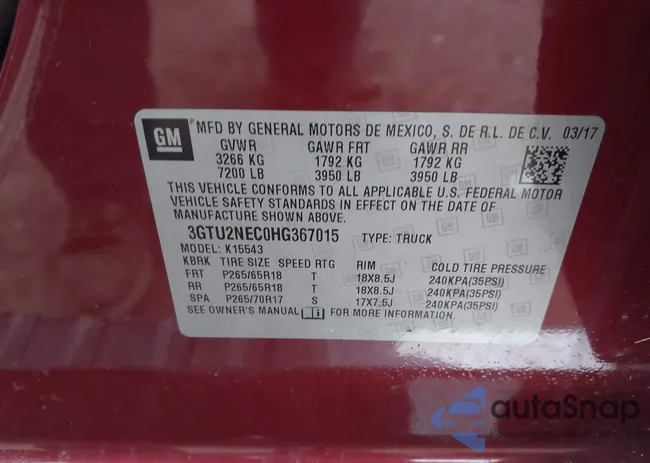 GM
MFD BY GENERAL MOTORS DE MEXICO, S. DE R.L. DE C.V. 03/17
GVWR GAWR FRT GAWR RR
3266 KG 1792 KG 1792 KG
7200 LB 3950 LB 3950 LB
THIS VEHICLE CONFORMS TO ALL APPLICABLE U.S. FEDERAL MOTOR
VEHICLE SAFETY STANDARDS IN EFFECT ON THE DATE OF
MANUFACTURE SHOWN ABOVE.
3GTU2NEC0HG367015 TYPE: TRUCK
MODEL: K15543
KBRK TIRE SIZE SPEED RTG RIM COLD TIRE PRESSURE
FRT P265/65R18 T 18X8.5J 240KPA(35PSI)
RR P265/65R18 T 18X8.5J 240KPA(35PSI)
SPA P265/70R17 S 17X7.5J 240KPA(35PSI)
SEE OWNER'S MANUAL FOR MORE INFORMATION.
autaSnap